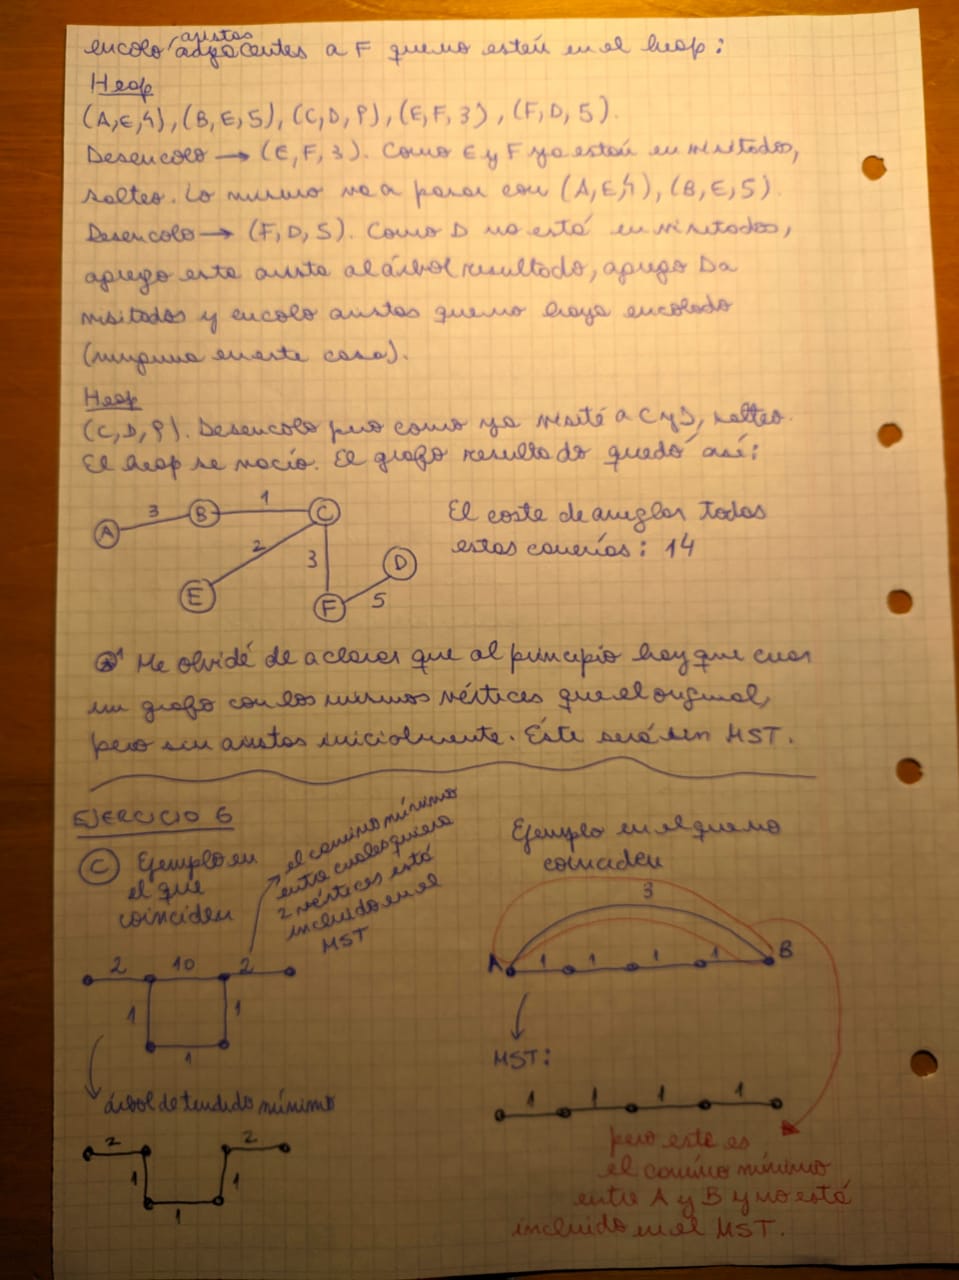 encolo aristas adyacentes a F que no estén en el heap:
Heap
(A,E,4), (B,E,5), (C,D,8), (E,F,3), (F,D,5).
Desencolo → (E,F,3). Como E y F ya están en visitados,
salteo. Lo mismo va a pasar con (A,E,4), (B,E,5).
Desencolo → (F,D,5). Como D no está en visitados,
agrego esta arista al árbol resultado, agrego D a
visitados y encolo aristas que no haya encolado
(ninguna en este caso).
Heap
(C,D,8). Desencolo pero como ya visité a C y D, salteo.
El heap se vació. El grafo resultado quedó así:
A 3 B 1 C
2 3 D
E F 5
El coste de arreglar todas
estas cañerías: 14
*1 Me olvidé de aclarar que al principio hay que crear
un grafo con los mismos vértices que el original,
pero sin aristas inicialmente. Éste será un MST.
EJERCICIO 6
C Ejemplo en
el que
coinciden
el camino mínimo
entre cualesquiera
2 vértices está
incluido en el
MST
2 10 2
1 1
1
árbol de tendido mínimo
2 2
1 1
1
Ejemplo en el que no
coinciden
3
A 1 1 1 1 B
MST:
1 1 1 1
pero este es
el camino mínimo
entre A y B y no está
incluido en el MST.